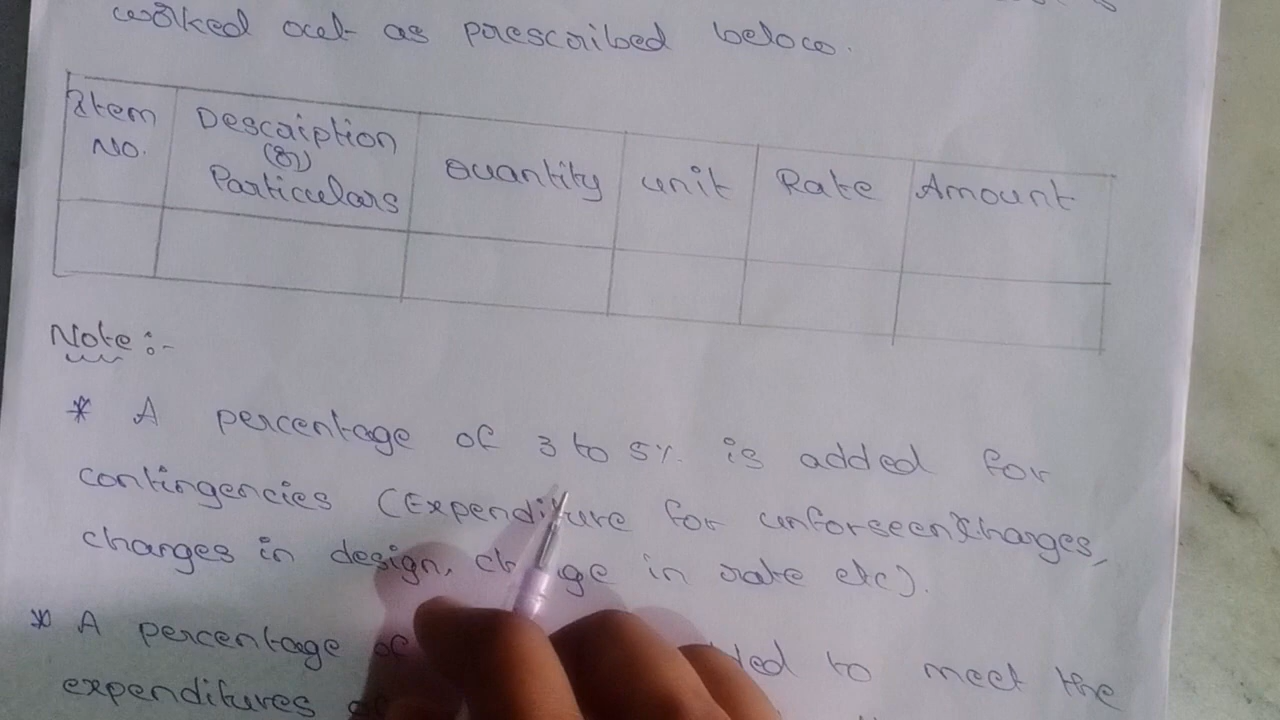 worked out as prescribed below.
Item No. Description (or) Particulars Quantity unit Rate Amount
Note :-
* A percentage of 3 to 5% is added for
contingencies (Expenditure for unforseen charges,
changes in design, change in rate etc).
* A percentage of added to meet the
expenditures